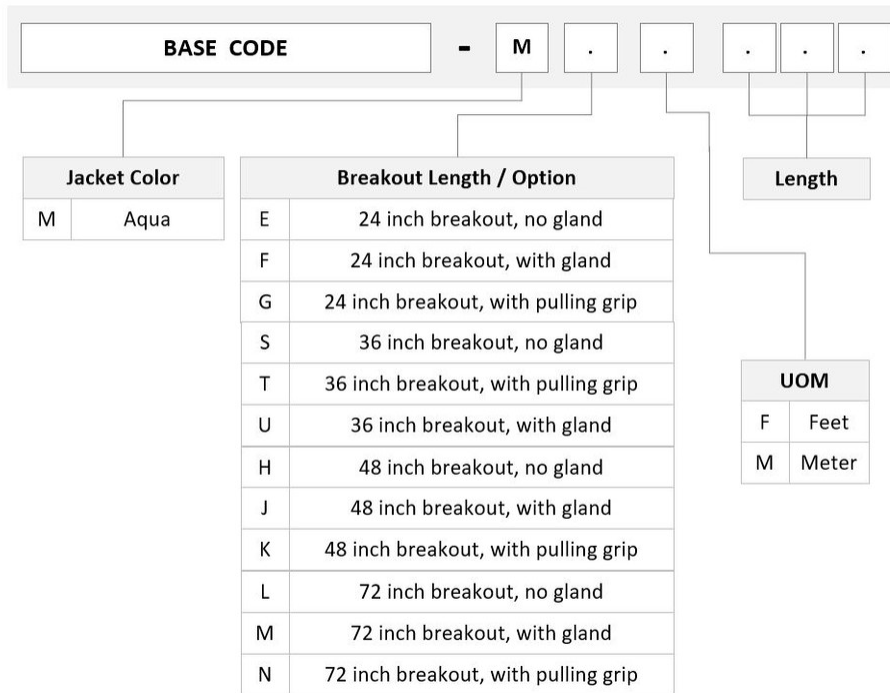 BASE CODE - M . . . . .
Jacket Color
M Aqua
Breakout Length / Option
E 24 inch breakout, no gland
F 24 inch breakout, with gland
G 24 inch breakout, with pulling grip
S 36 inch breakout, no gland
T 36 inch breakout, with pulling grip
U 36 inch breakout, with gland
H 48 inch breakout, no gland
J 48 inch breakout, with gland
K 48 inch breakout, with pulling grip
L 72 inch breakout, no gland
M 72 inch breakout, with gland
N 72 inch breakout, with pulling grip
Length
UOM
F Feet
M Meter